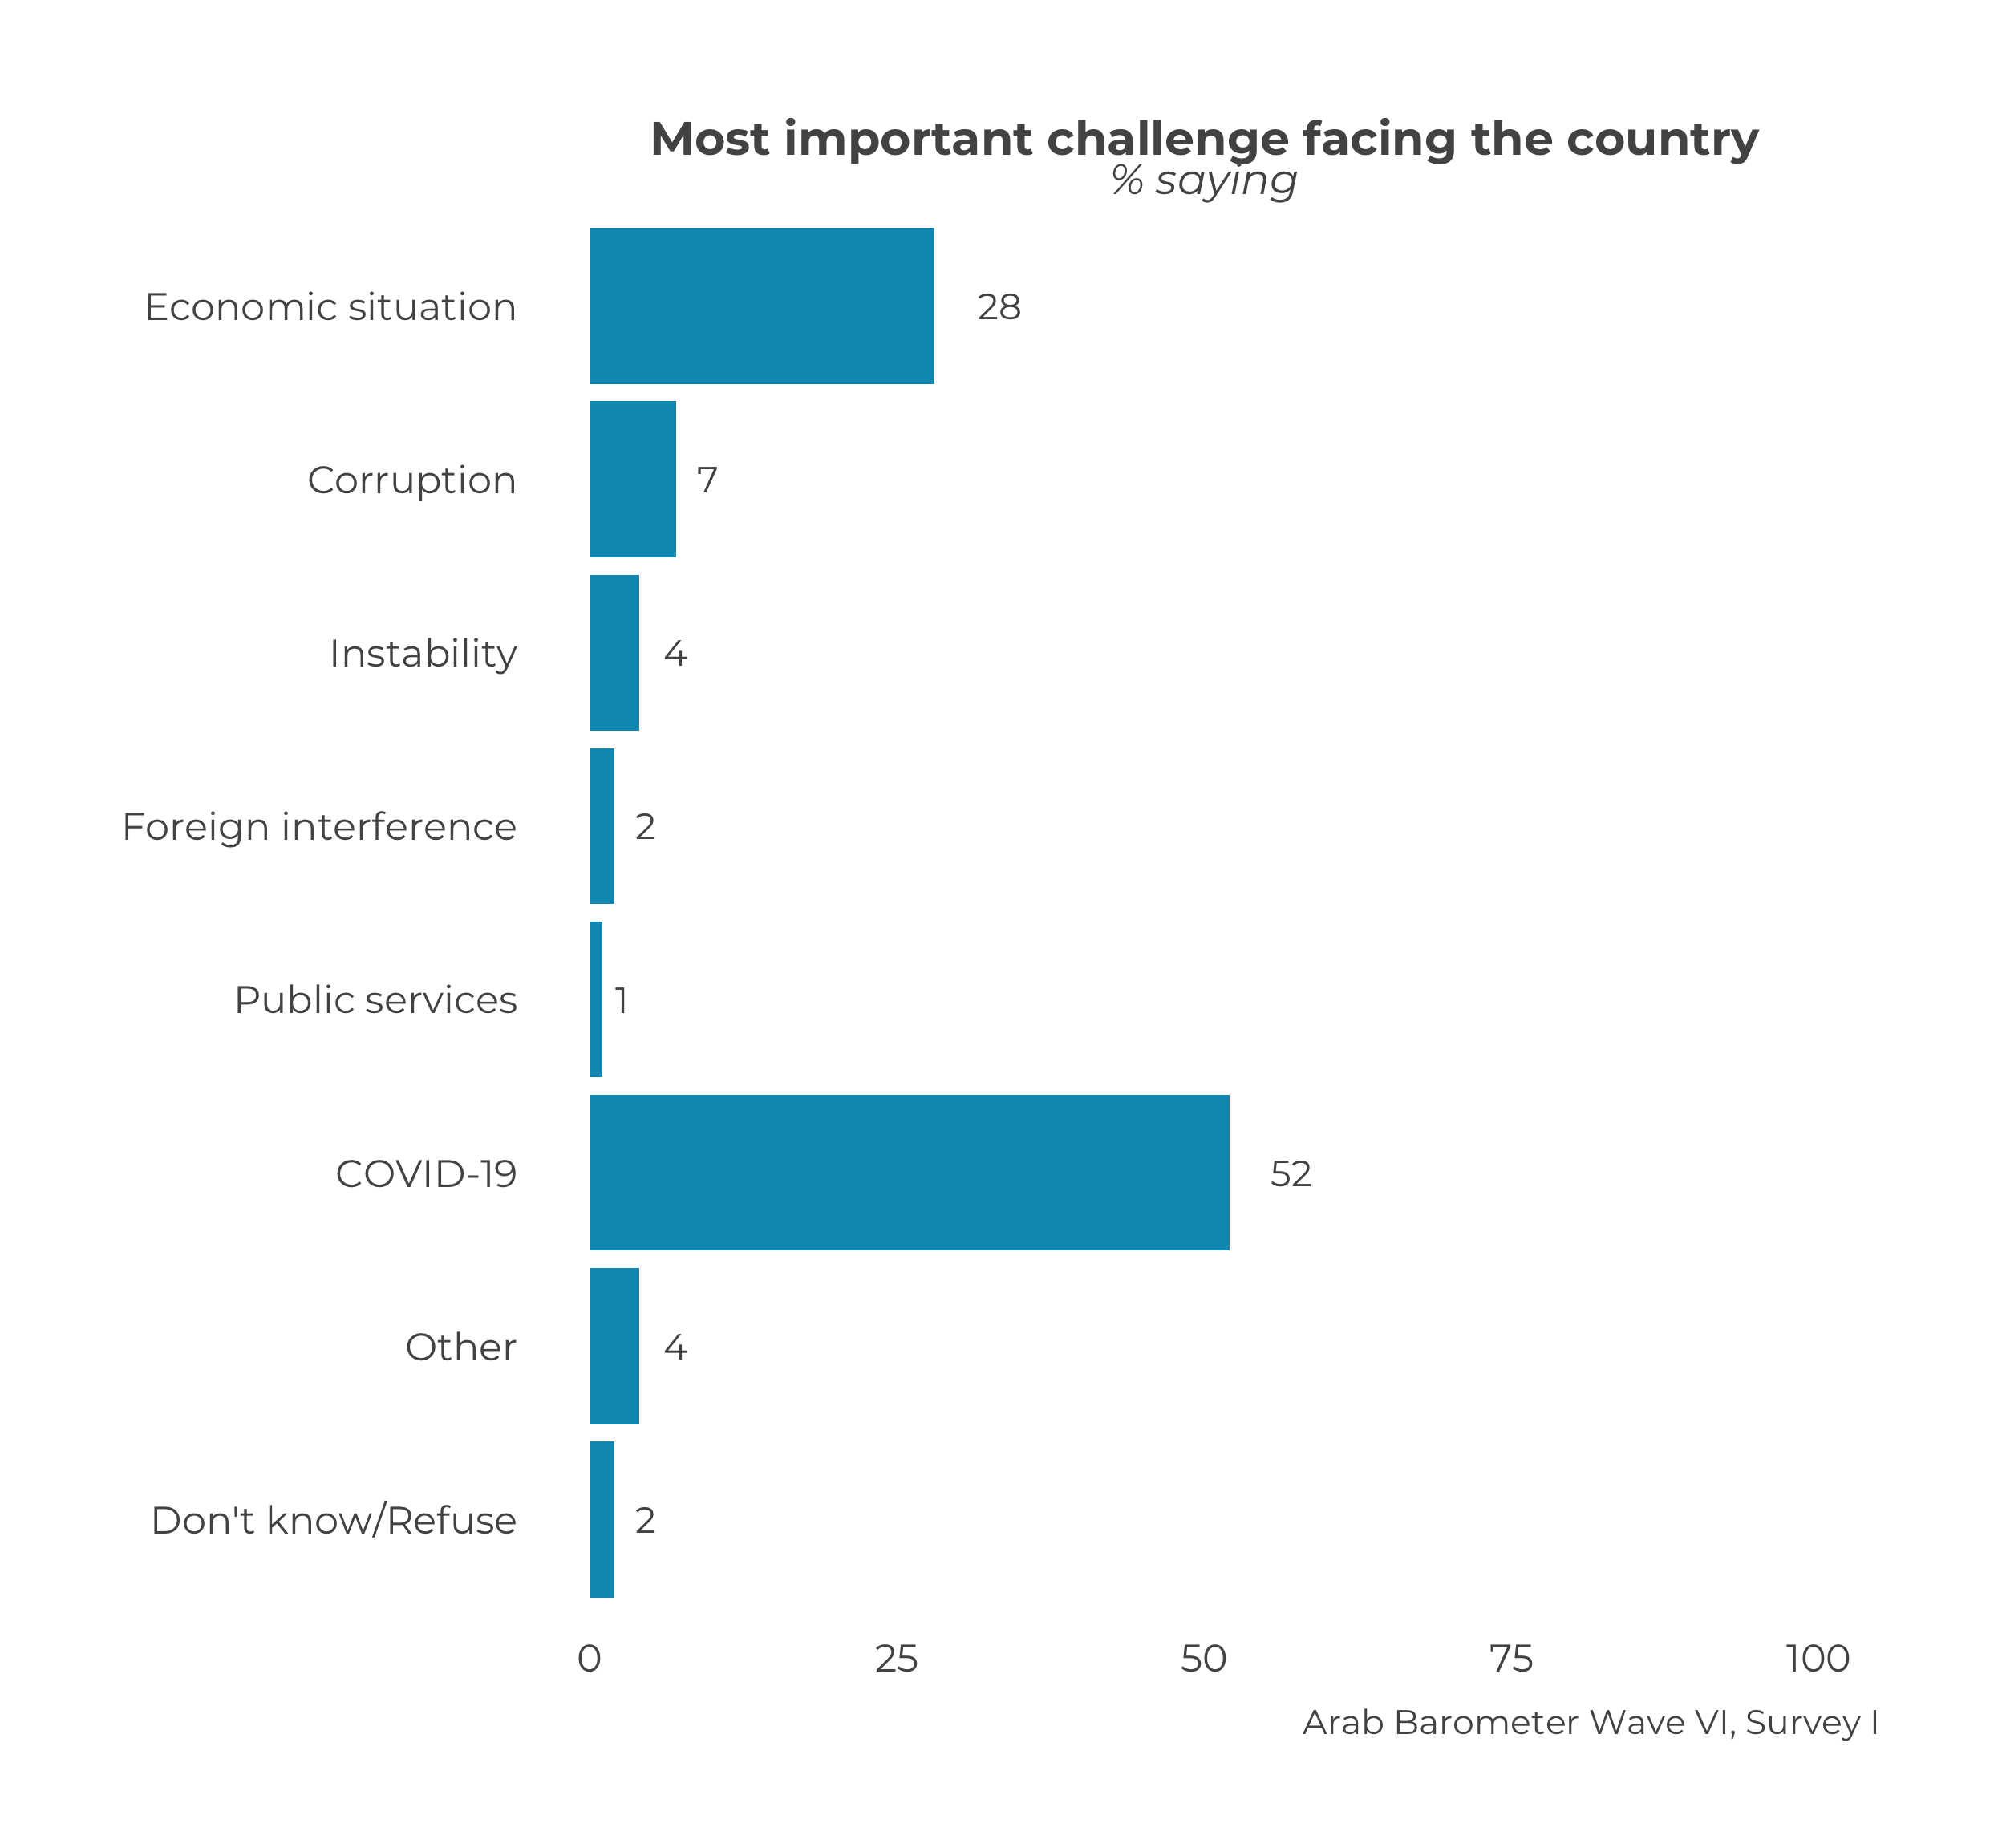 Most important challenge facing the country
% saying
Economic situation 28
Corruption 7
Instability 4
Foreign interference 2
Public services 1
COVID-19 52
Other 4
Don't know/Refuse 2
0 25 50 75 100
Arab Barometer Wave VI, Survey I